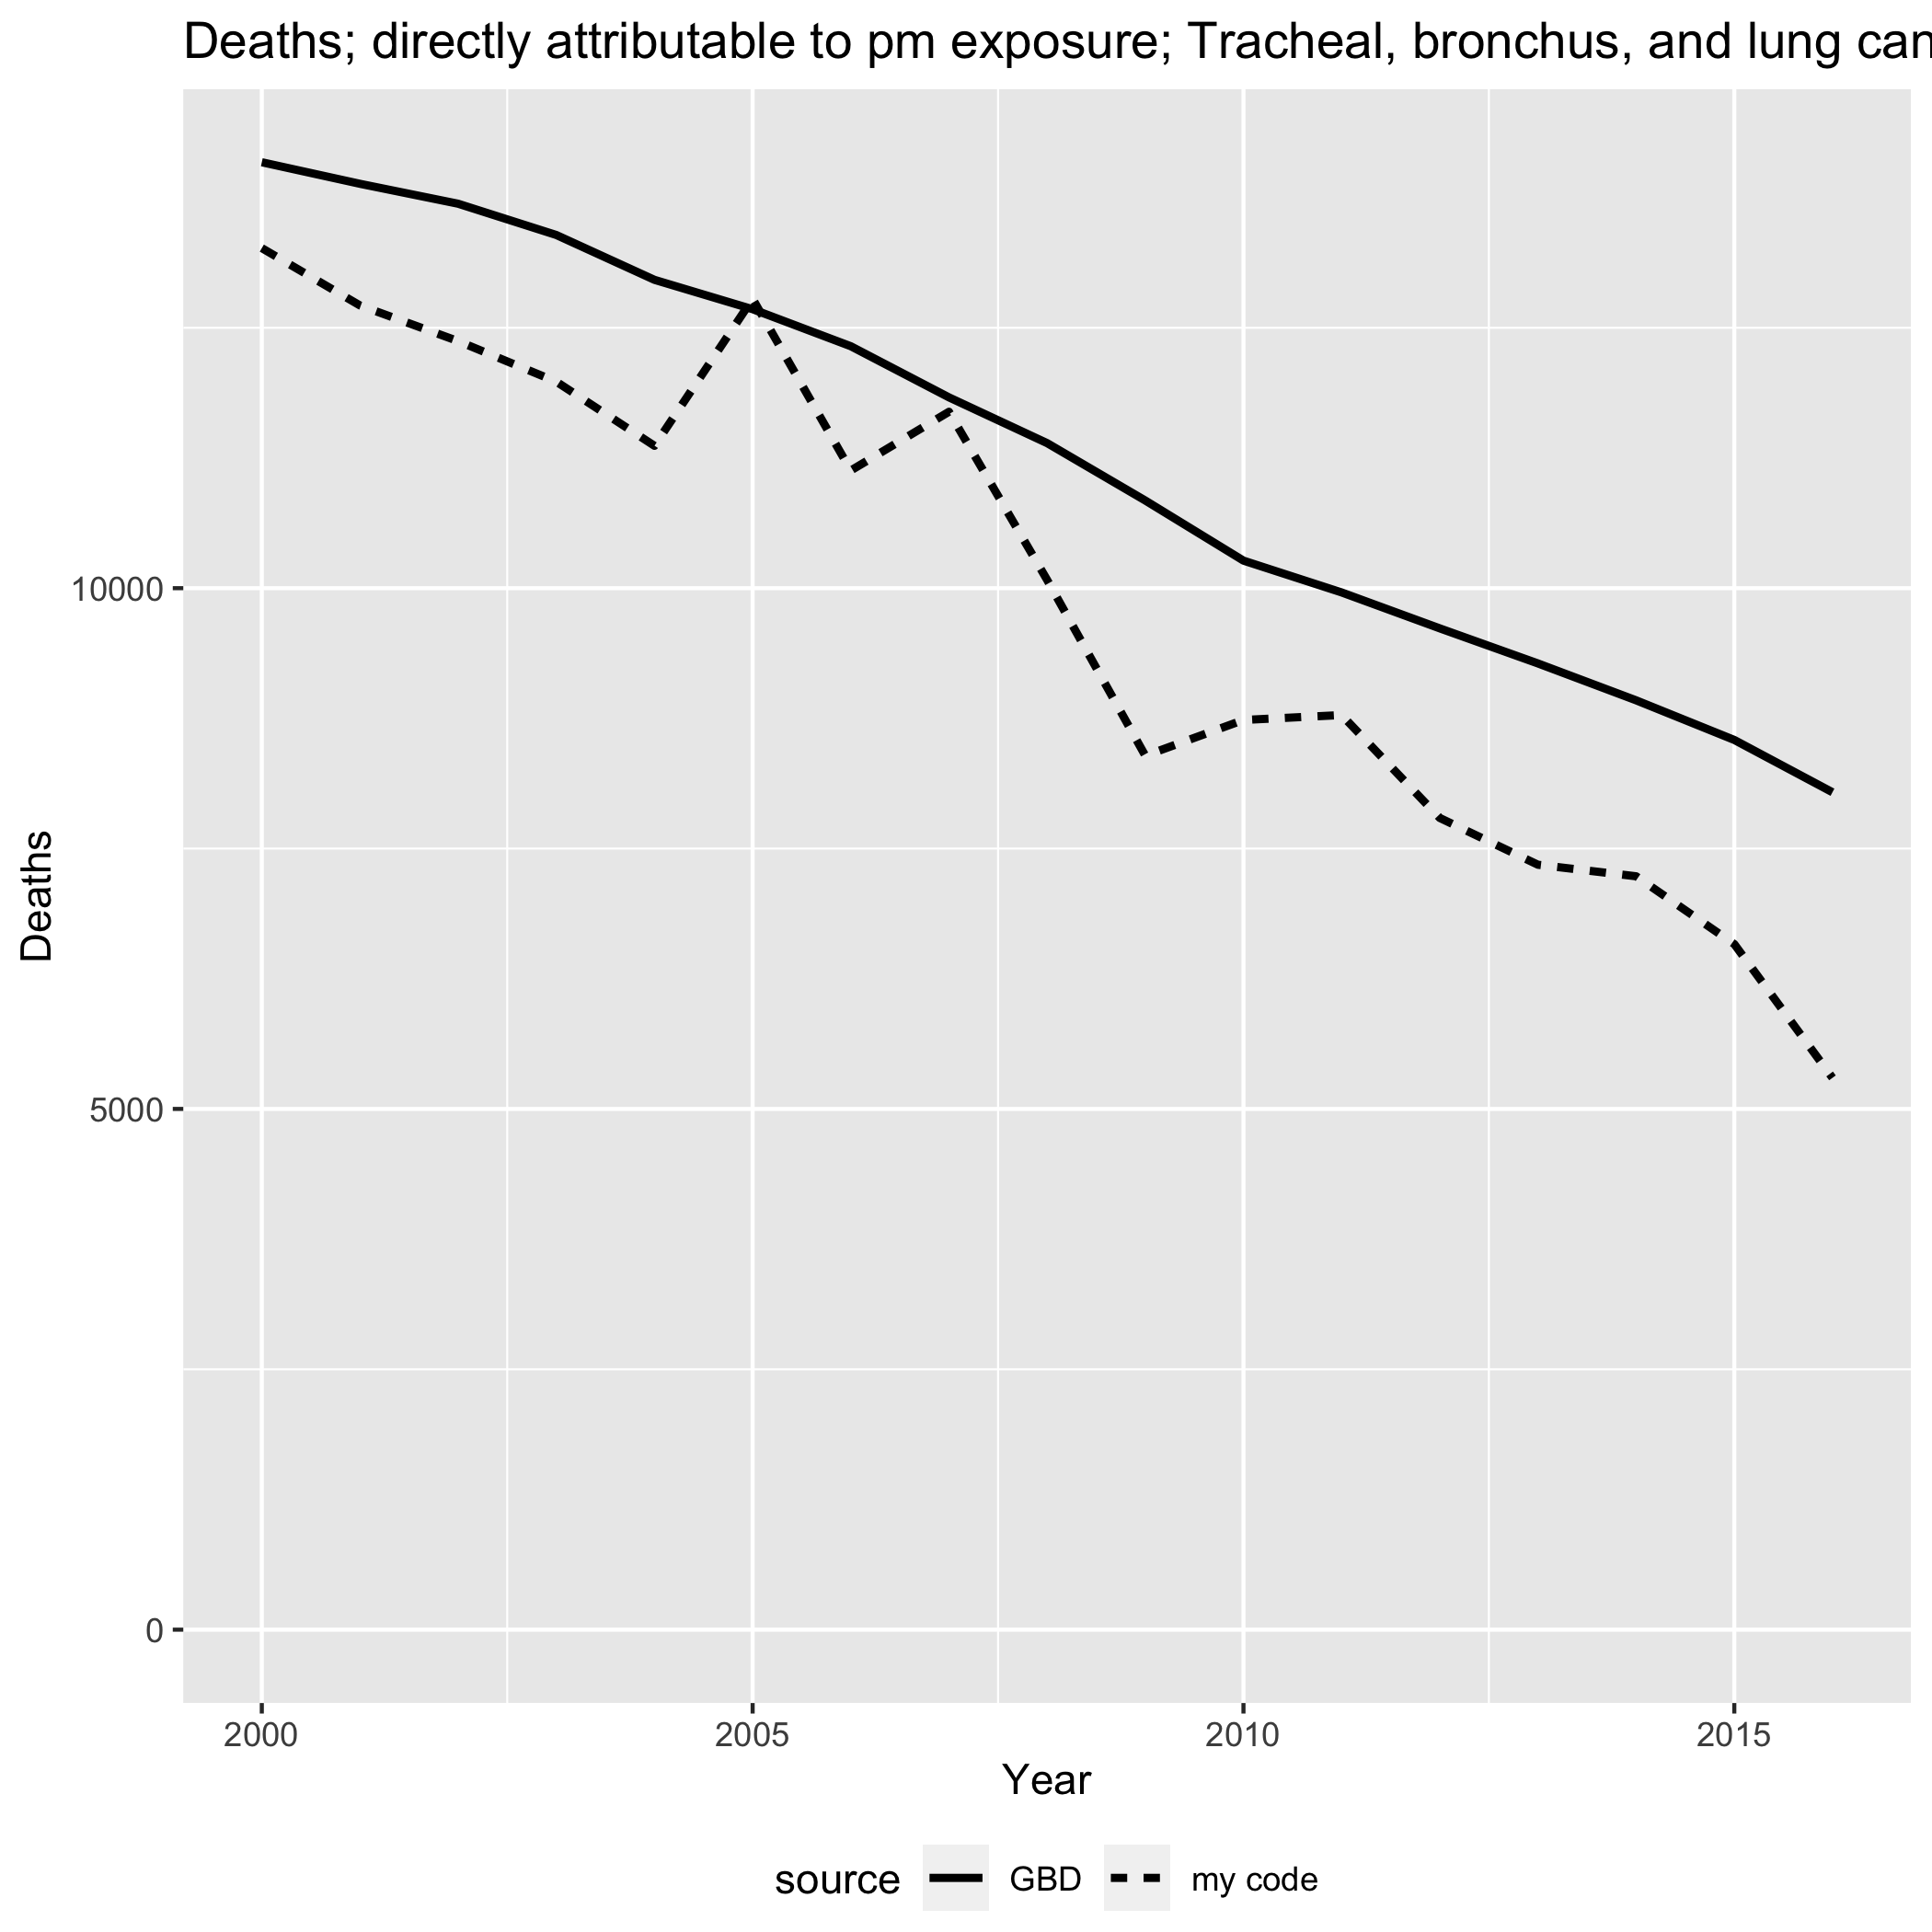 Deaths; directly attributable to pm exposure; Tracheal, bronchus, and lung can
Deaths
10000
5000
0
2000 2005 2010 2015
Year
source GBD my code